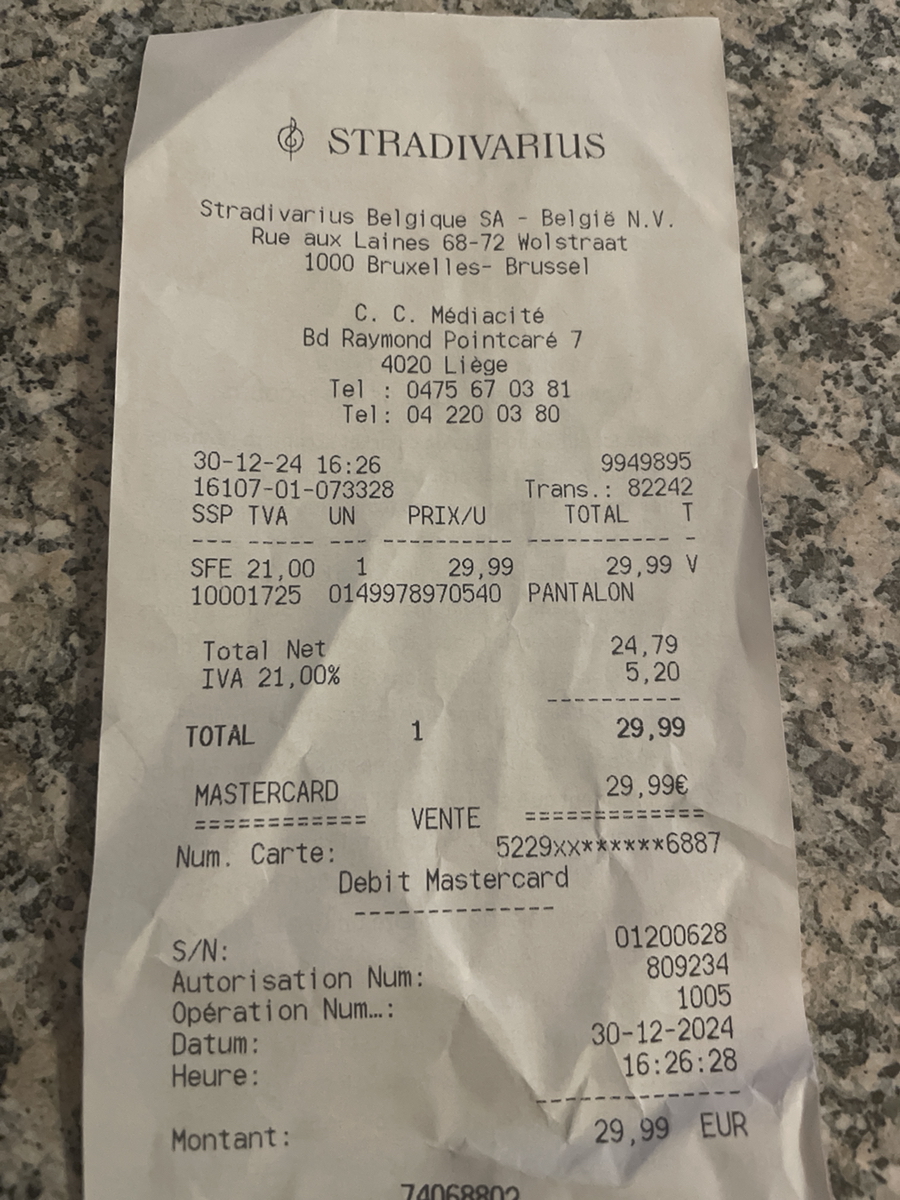 STRADIVARIUS
Stradivarius Belgique SA - België N.V.
Rue aux Laines 68-72 Wolstraat
1000 Bruxelles- Brussel
C. C. Médiacité
Bd Raymond Pointcaré 7
4020 Liège
Tel : 0475 67 03 81
Tel: 04 220 03 80
30-12-24 16:26 9949895
16107-01-073328 Trans.: 82242
SSP TVA UN PRIX/U TOTAL T
--- ----- --- ---------- ----------- -
SFE 21,00 1 29,99 29,99 V
10001725 0149978970540 PANTALON
Total Net 24,79
IVA 21,00% 5,20
----------
TOTAL 1 29,99
MASTERCARD 29,99€
============ VENTE ============
Num. Carte: 5229xx******6887
Debit Mastercard
--------------
S/N: 01200628
Autorisation Num: 809234
Opération Num…: 1005
Datum: 30-12-2024
Heure: 16:26:28
--------------
Montant: 29,99 EUR
74068802